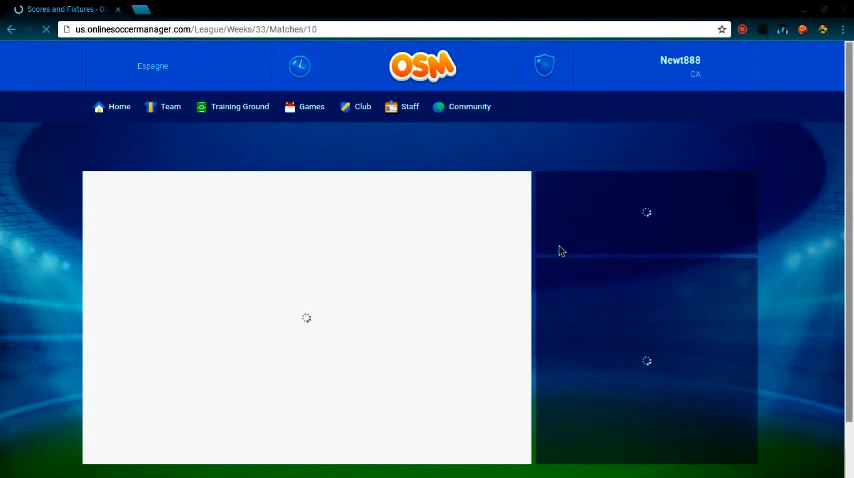 Scores and Fixtures - O
us.onlinesoccermanager.com/League/Weeks/33/Matches/10
Espagne
OSM
Newt888
CA
Home
Team
Training Ground
Games
Club
Staff
Community